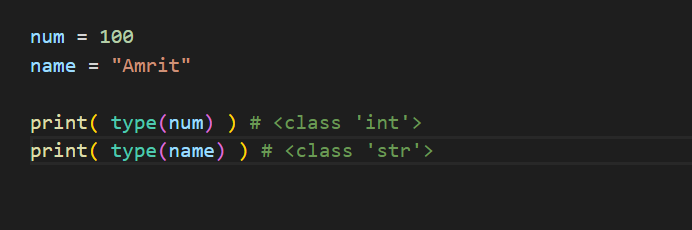 num = 100
name = "Amrit"
print( type(num) ) # <class 'int'>
print( type(name) ) # <class 'str'>